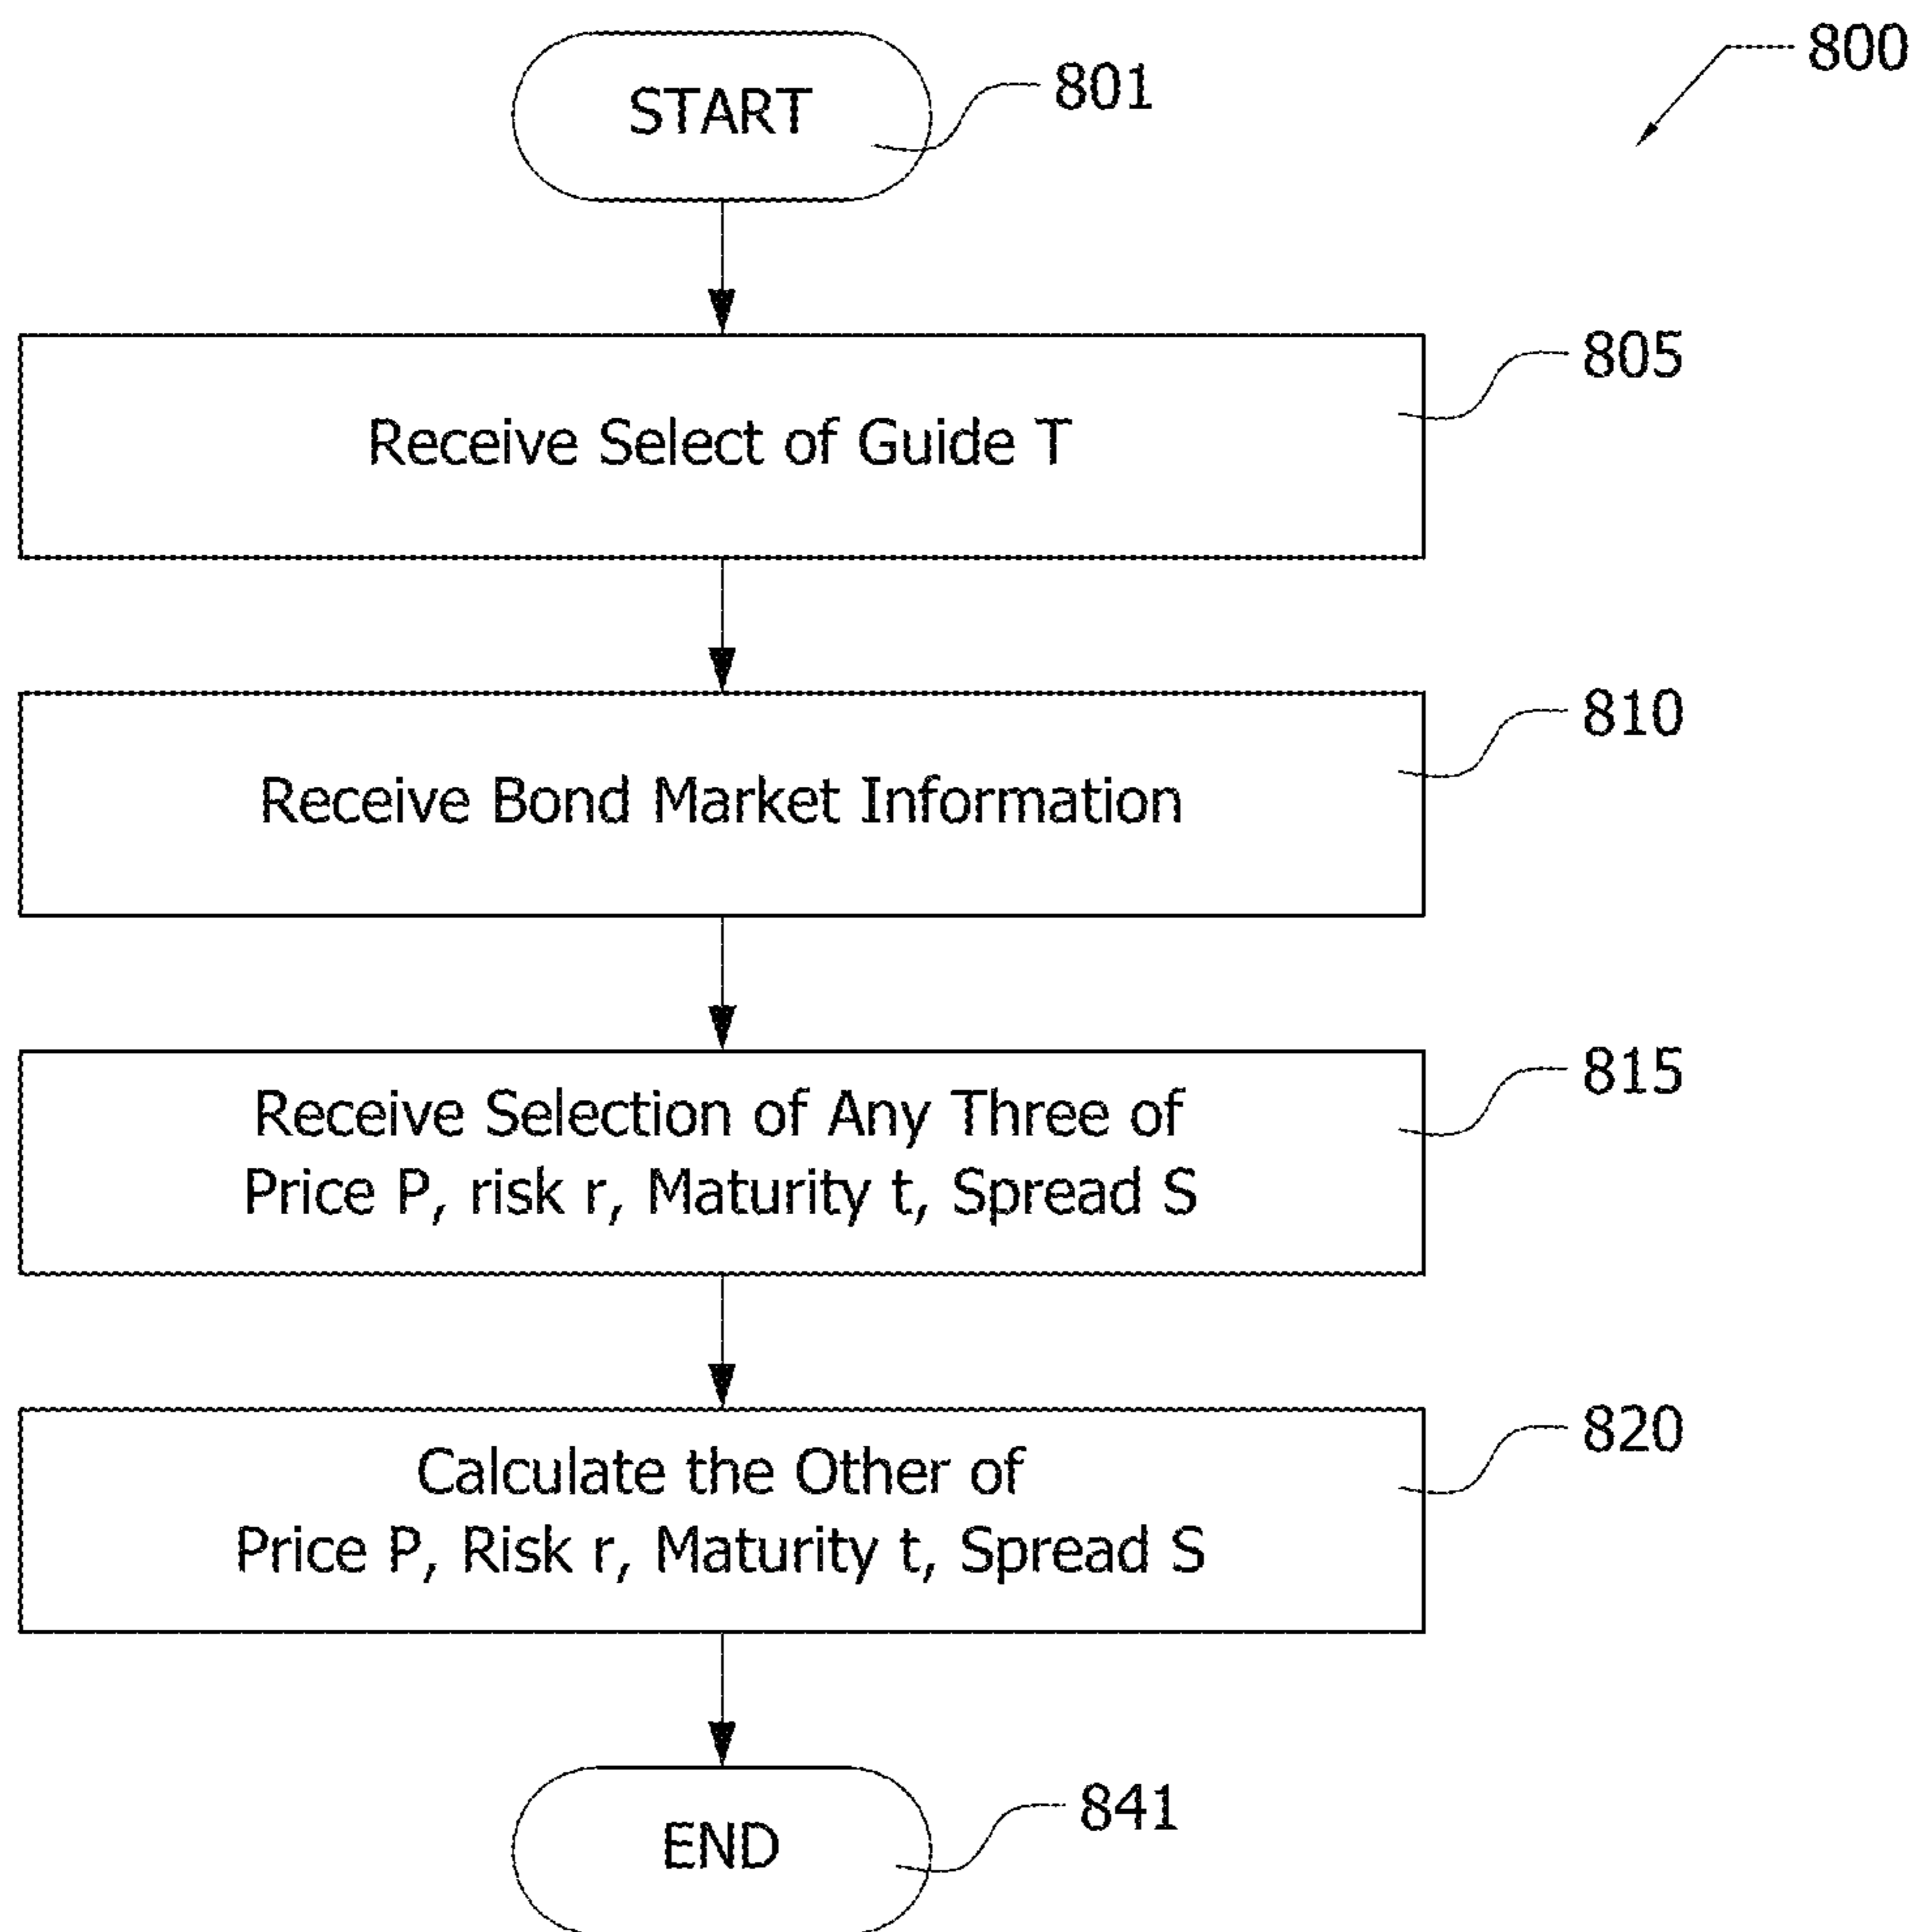 800
START
801
805
Receive Select of Guide T
810
Receive Bond Market Information
815
Receive Selection of Any Three of
Price P, risk r, Maturity t, Spread S
820
Calculate the Other of
Price P, Risk r, Maturity t, Spread S
841
END